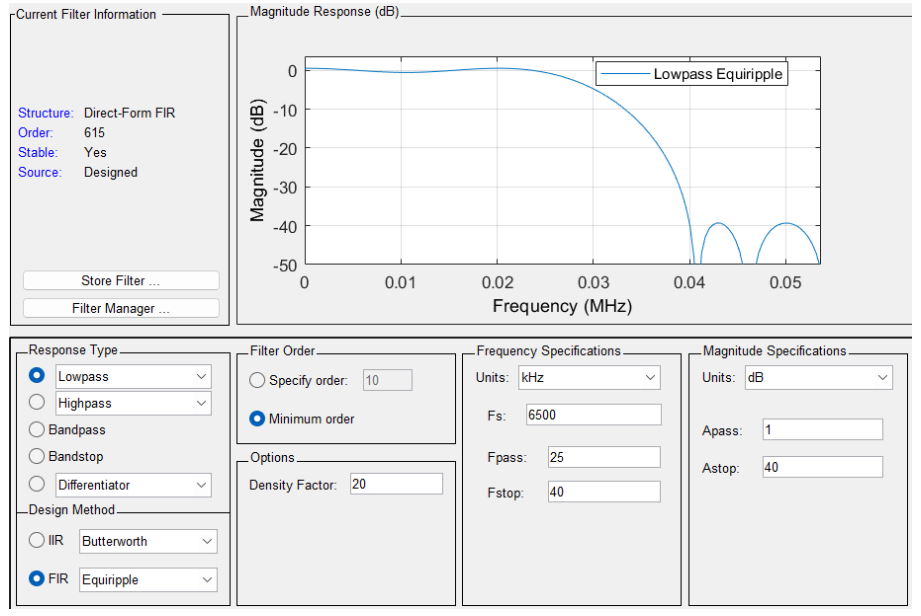 Current Filter Information
Structure: Direct-Form FIR
Order: 615
Stable: Yes
Source: Designed
Store Filter ...
Filter Manager ...
Magnitude Response (dB)
Lowpass Equiripple
Magnitude (dB)
0
-10
-20
-30
-40
-50
0
0.01
0.02
0.03
0.04
0.05
Frequency (MHz)
Response Type
Lowpass
Highpass
Bandpass
Bandstop
Differentiator
Design Method
IIR Butterworth
FIR Equiripple
Filter Order
Specify order: 10
Minimum order
Options
Density Factor: 20
Frequency Specifications
Units: kHz
Fs: 6500
Fpass: 25
Fstop: 40
Magnitude Specifications
Units: dB
Apass: 1
Astop: 40